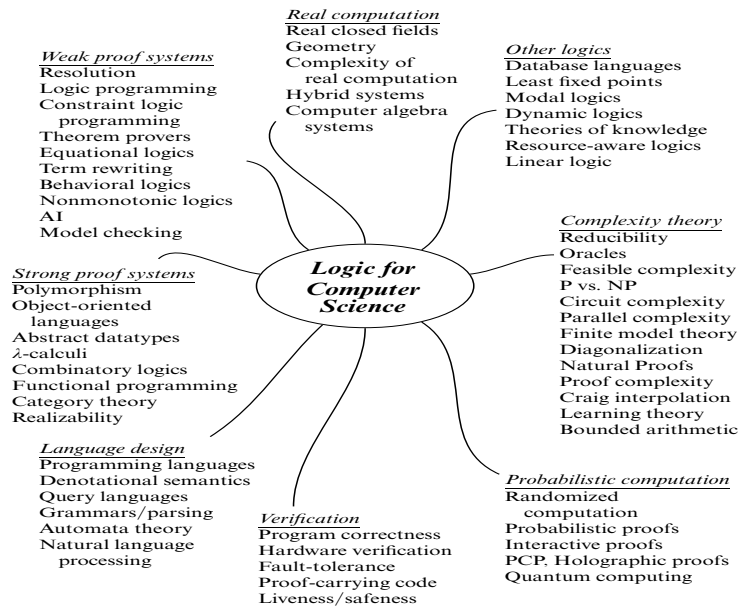 Real computation
Real closed fields
Geometry
Complexity of
real computation
Hybrid systems
Computer algebra
systems
Weak proof systems
Resolution
Logic programming
Constraint logic
programming
Theorem provers
Equational logics
Term rewriting
Behavioral logics
Nonmonotonic logics
AI
Model checking
Other logics
Database languages
Least fixed points
Modal logics
Dynamic logics
Theories of knowledge
Resource-aware logics
Linear logic
Logic for
Computer
Science
Complexity theory
Reducibility
Oracles
Feasible complexity
P vs. NP
Circuit complexity
Parallel complexity
Finite model theory
Diagonalization
Natural Proofs
Proof complexity
Craig interpolation
Learning theory
Bounded arithmetic
Strong proof systems
Polymorphism
Object-oriented
languages
Abstract datatypes
λ-calculi
Combinatory logics
Functional programming
Category theory
Realizability
Language design
Programming languages
Denotational semantics
Query languages
Grammars/parsing
Automata theory
Natural language
processing
Verification
Program correctness
Hardware verification
Fault-tolerance
Proof-carrying code
Liveness/safeness
Probabilistic computation
Randomized
computation
Probabilistic proofs
Interactive proofs
PCP, Holographic proofs
Quantum computing